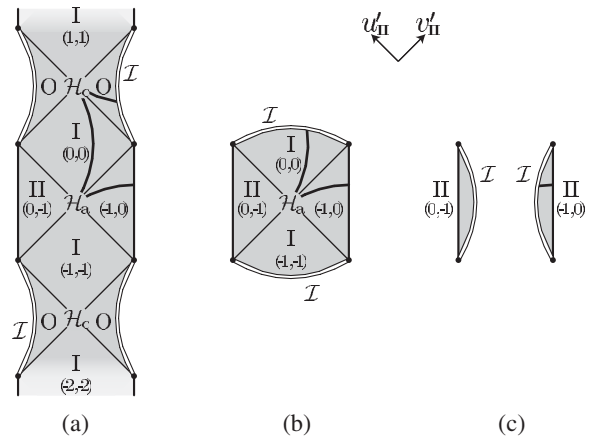 I
(1,1)
O ℋc O ℐ
I
(0,0)
II
(0,-1) ℋa (-1,0)
I
(-1,-1)
ℐ O ℋc O
I
(-2,-2)
(a)
u′II v′II
ℐ
I
(0,0)
II
(0,-1) ℋa (-1,0)
I
(-1,-1)
ℐ
(b)
ℐ ℐ
II II
(0,-1) (-1,0)
(c)